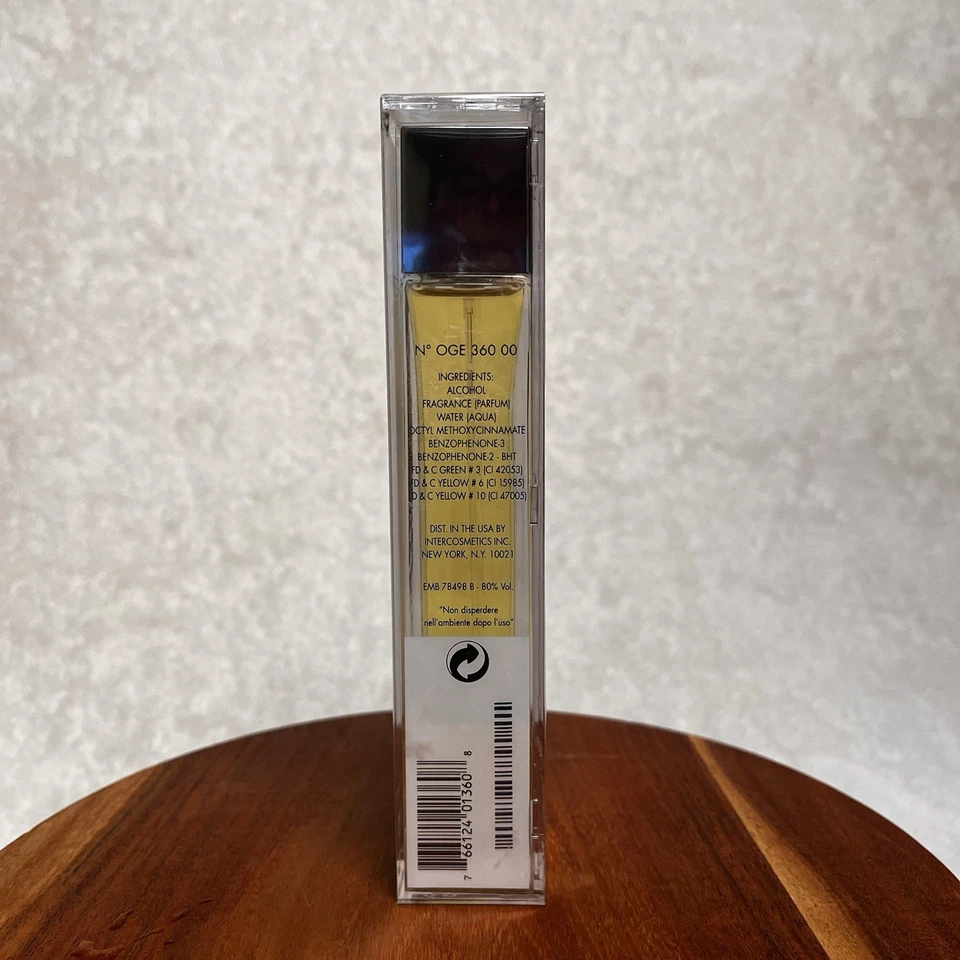 N° OGE 360 00
INGREDIENTS:
ALCOHOL
FRAGRANCE (PARFUM)
WATER (AQUA)
OCTYL METHOXYCINNAMATE
BENZOPHENONE-3
BENZOPHENONE-2 - BHT
FD & C GREEN # 3 (CI 42053)
FD & C YELLOW # 6 (CI 15985)
D & C YELLOW # 10 (CI 47005)
DIST. IN THE USA BY
INTERCOSMETICS INC.
NEW YORK, N.Y. 10021
EMB 78498 B - 80% Vol.
"Non disperdere
nell'ambiente dopo l'uso"
7 66124 01360 8